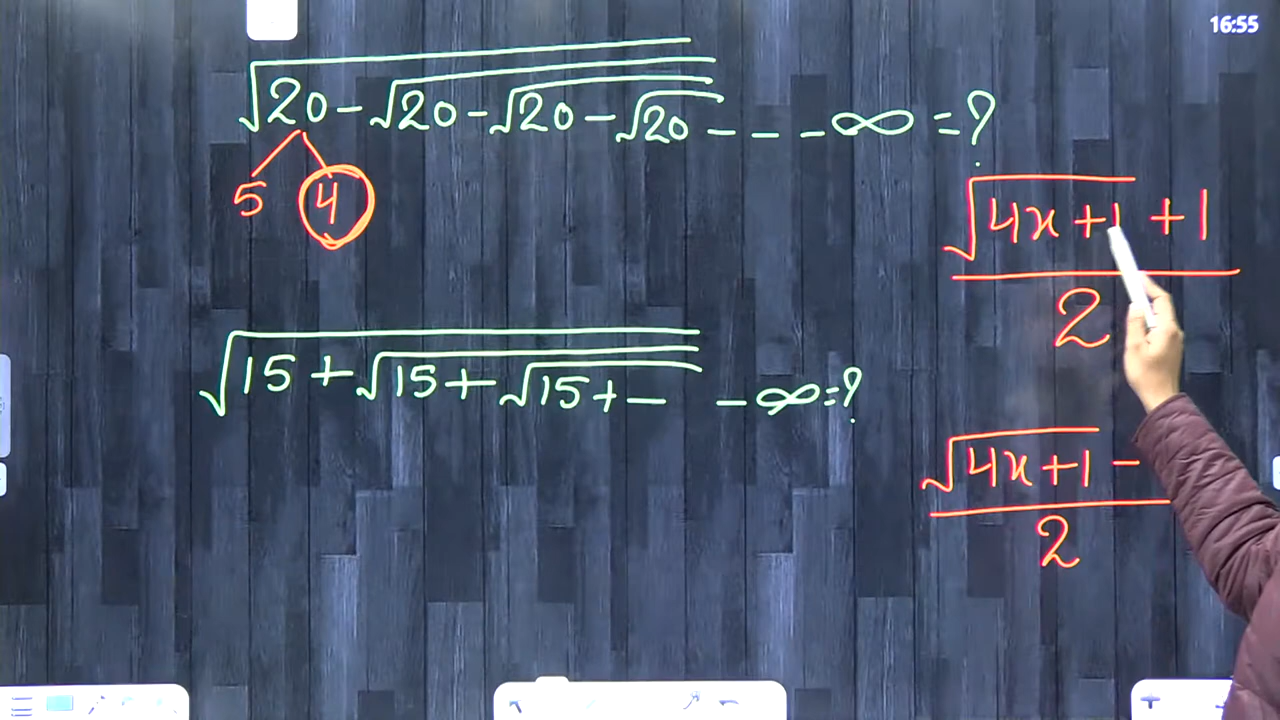 16:55
√20 - √20 - √20 - √20 - - - ∞ = ?
5 4
√4x+1 + 1
2
√15 + √15 + √15 + - - ∞ = ?
√4x+1 -
2